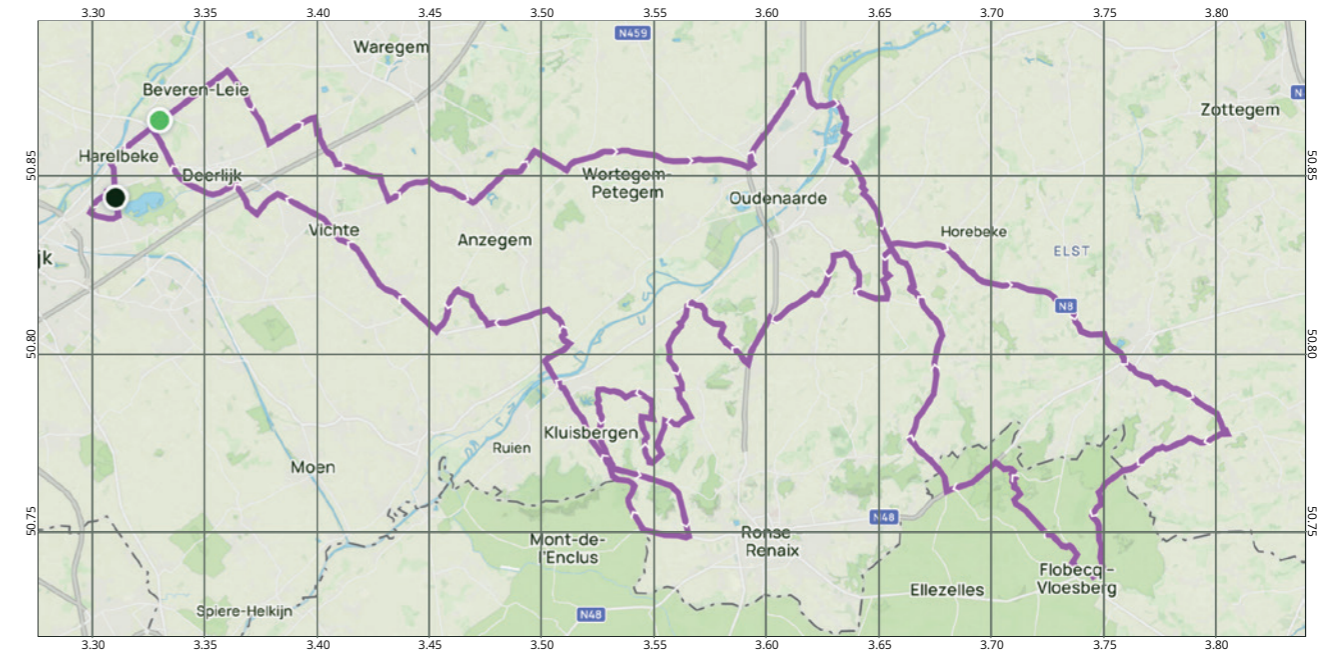 3.30 3.35 3.40 3.45 3.50 3.55 3.60 3.65 3.70 3.75 3.80
N459
Waregem
Beveren-Leie
N
Zottegem
Harelbeke
50.85
50.85
Deerlijk
Wortegem-
Petegem
Oudenaarde
Vichte
Anzegem
Horebeke
ELST
jk
N8
50.80
50.80
Kluisbergen
Ruien
Moen
N48
50.75
50.75
Mont-de-
l'Enclus
Ronse -
Renaix
Flobecq -
Vloesberg
Ellezelles
Spiere-Helkijn
N48
3.30 3.35 3.40 3.45 3.50 3.55 3.60 3.65 3.70 3.75 3.80